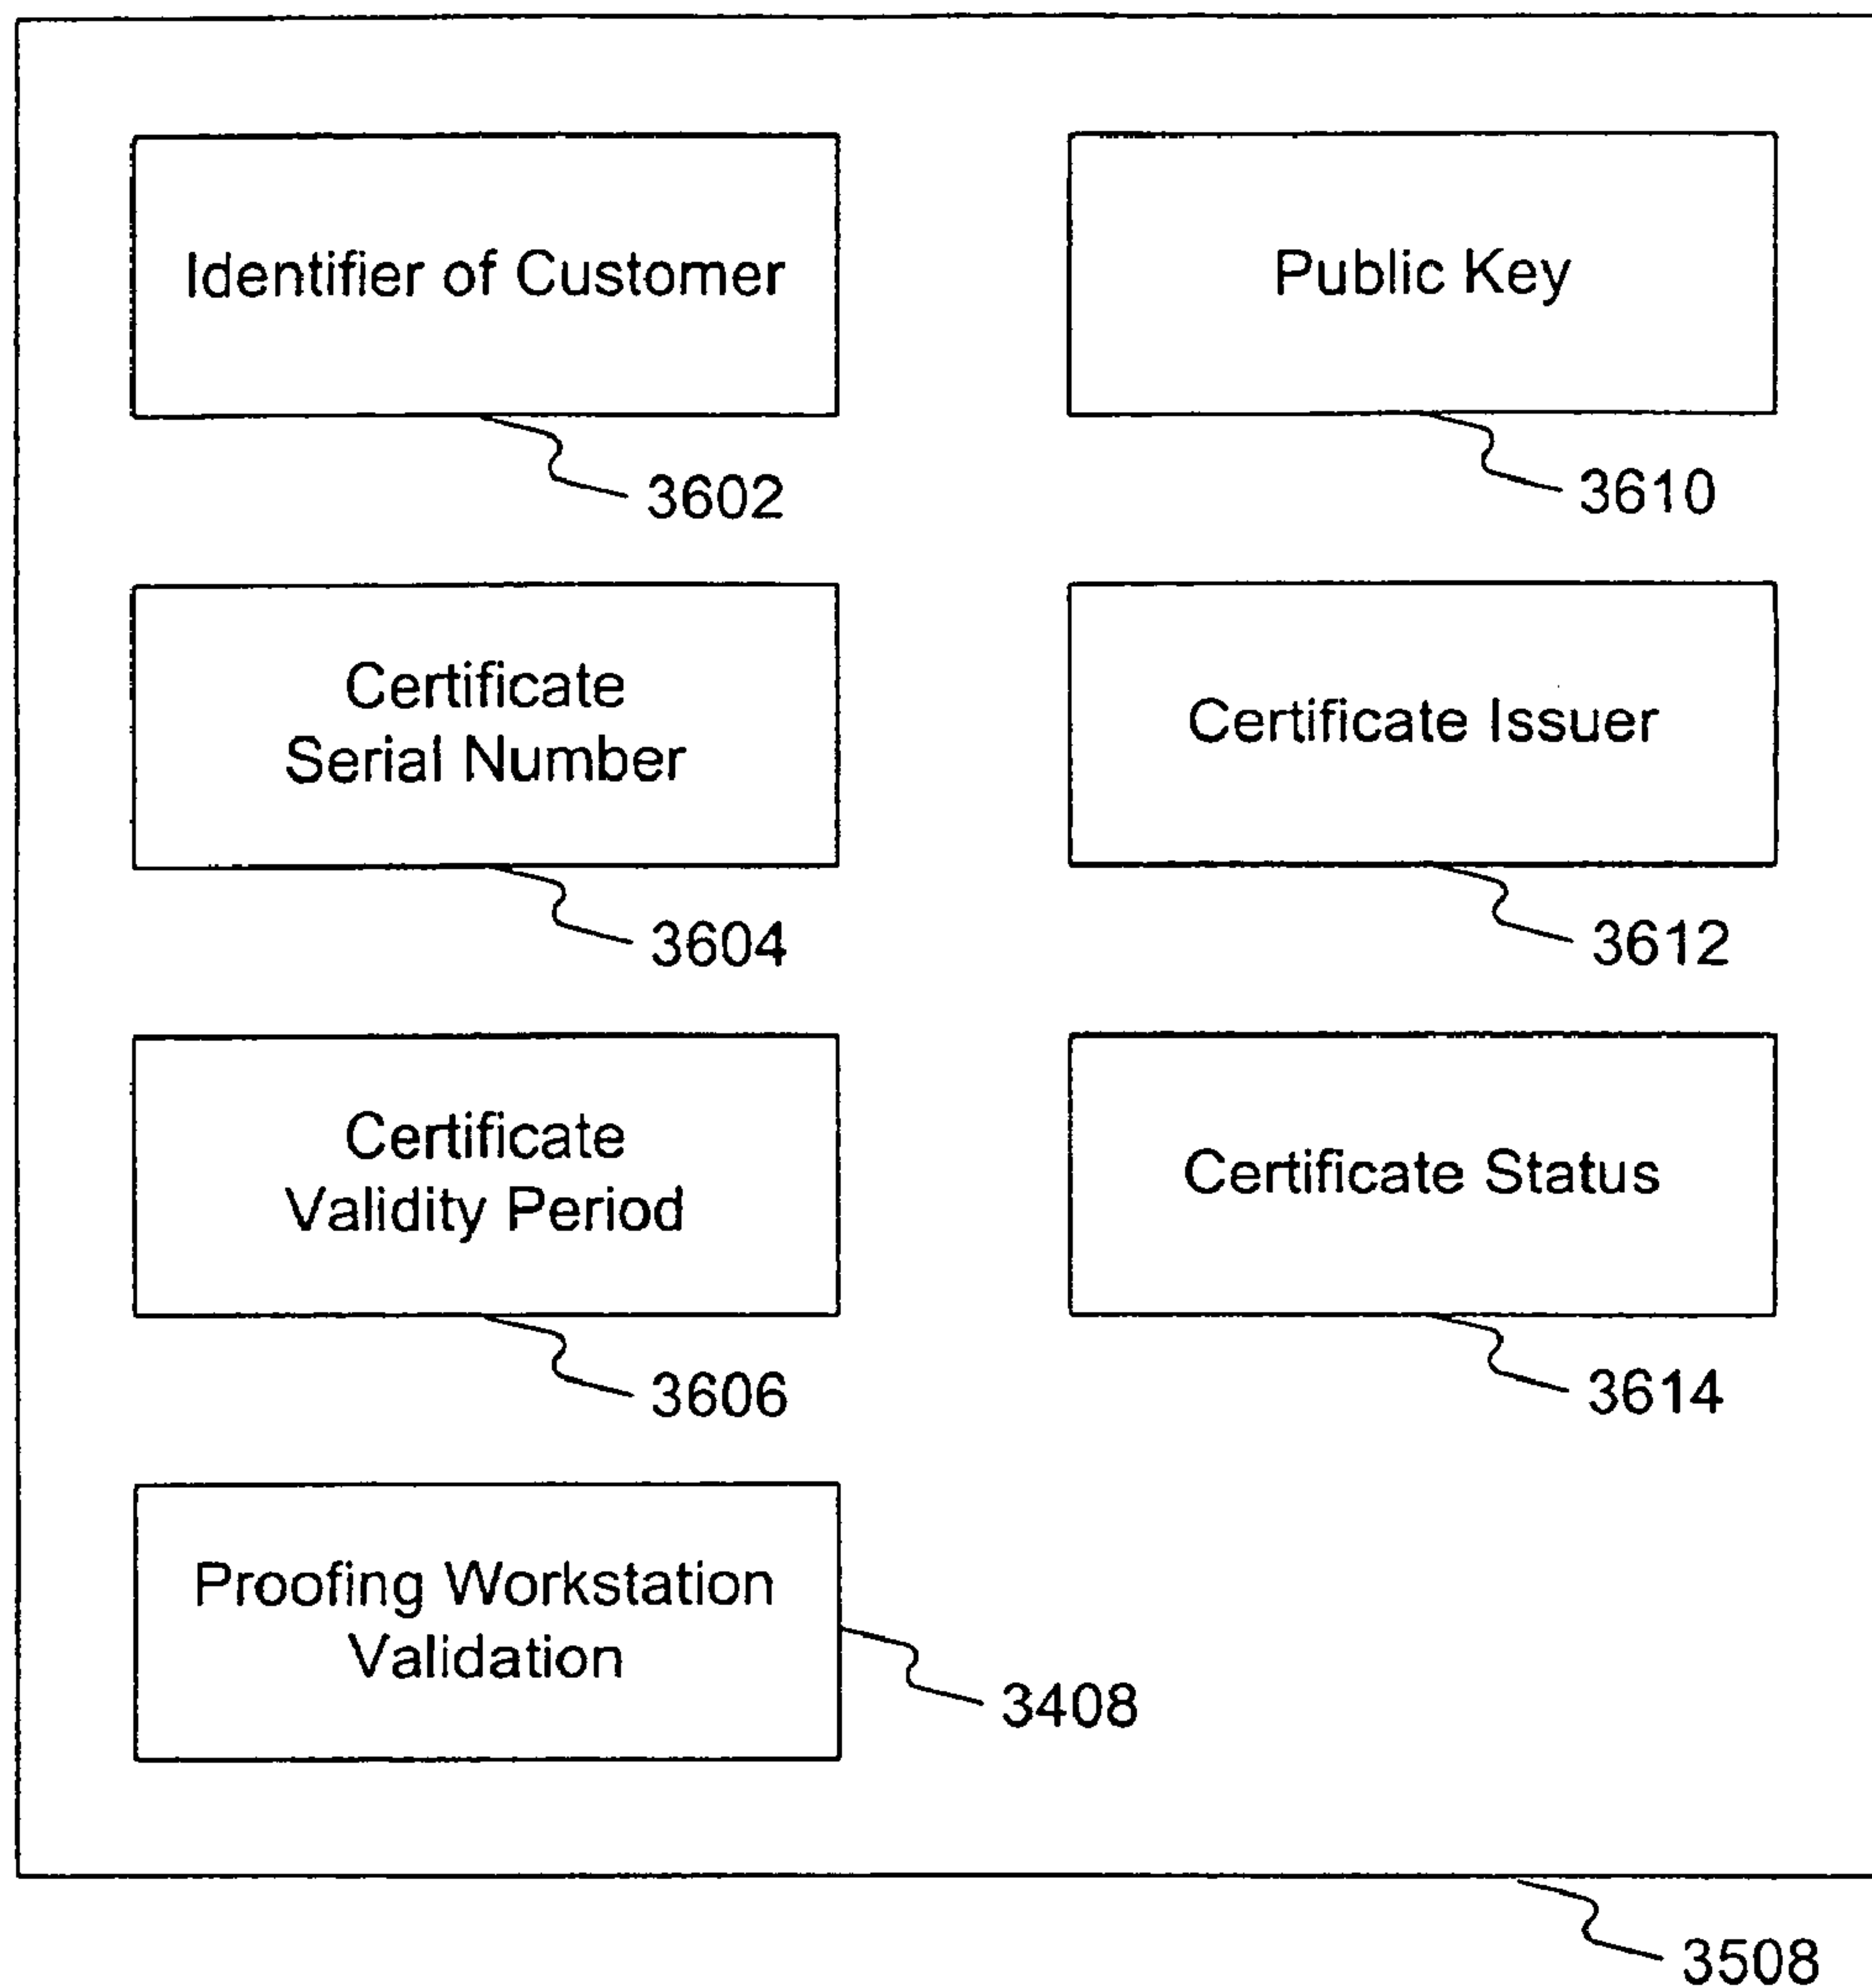 Identifier of Customer
3602
Public Key
3610
Certificate
Serial Number
3604
Certificate Issuer
3612
Certificate
Validity Period
3606
Certificate Status
3614
Proofing Workstation
Validation
3408
3508